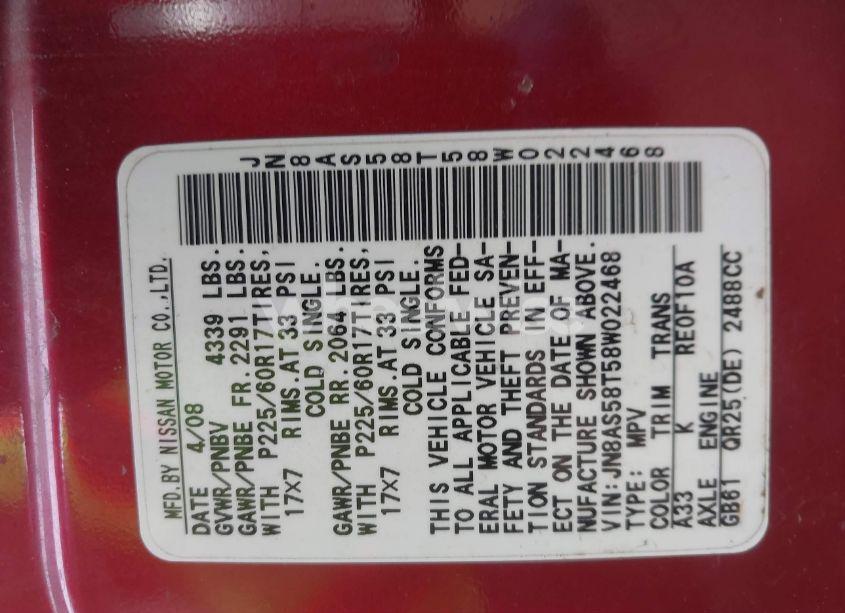 JN8AS58T58W022468
MFD.BY NISSAN MOTOR CO.,LTD.
DATE 4/08
GVWR/PNBV 4339 LBS.
GAWR/PNBE FR. 2291 LBS.
WITH P225/60R17TIRES,
17X7 RIMS.AT 33 PSI
COLD SINGLE.
GAWR/PNBE RR. 2064 LBS.
WITH P225/60R17TIRES,
17X7 RIMS.AT 33 PSI
COLD SINGLE.
THIS VEHICLE CONFORMS
TO ALL APPLICABLE FED-
ERAL MOTOR VEHICLE SA-
FETY AND THEFT PREVEN-
TION STANDARDS IN EFF-
ECT ON THE DATE OF MA-
NUFACTURE SHOWN ABOVE.
VIN:JN8AS58T58W022468
TYPE: MPV
COLOR TRIM TRANS
A33 K RE0F10A
AXLE ENGINE
GB61 QR25(DE) 2488CC